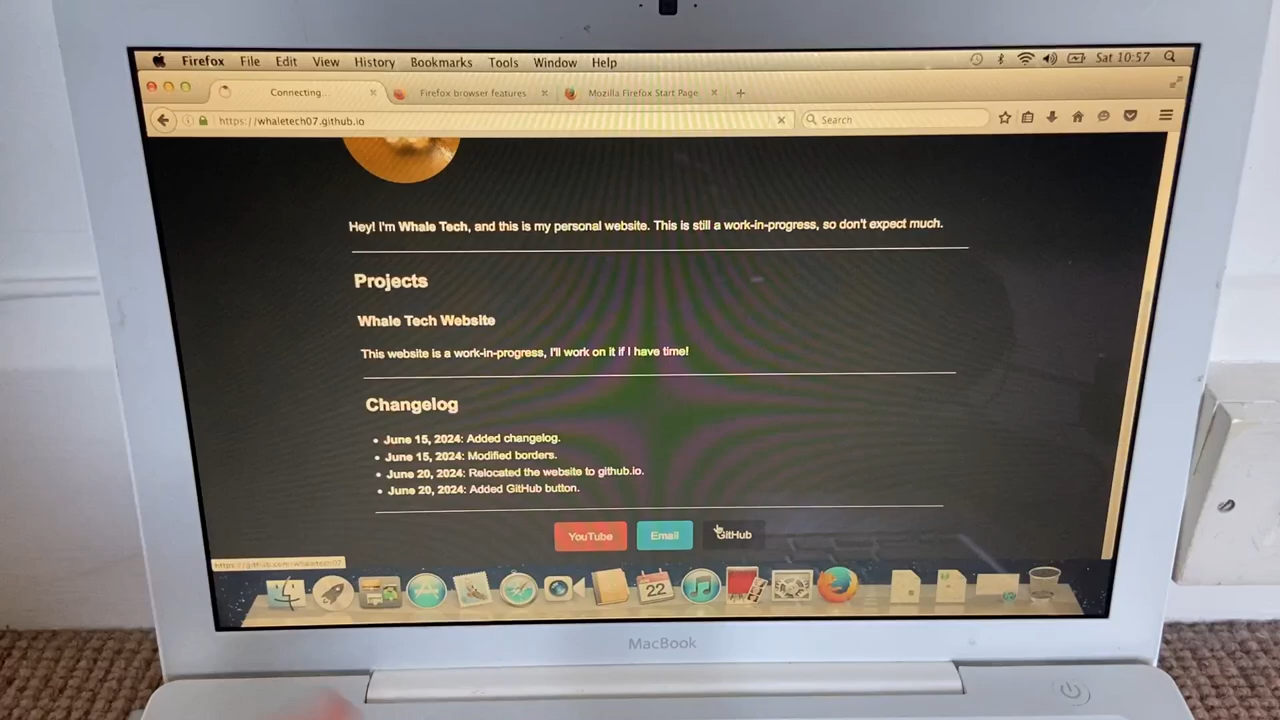 Firefox File Edit View History Bookmarks Tools Window Help Sat 10:57
Connecting... Firefox browser features Mozilla Firefox Start Page
https://whaletech07.github.io Search
Hey! I'm Whale Tech, and this is my personal website. This is still a work-in-progress, so don't expect much.
Projects
Whale Tech Website
This website is a work-in-progress, I'll work on it if I have time!
Changelog
• June 15, 2024: Added changelog.
• June 15, 2024: Modified borders.
• June 20, 2024: Relocated the website to github.io.
• June 20, 2024: Added GitHub button.
YouTube Email GitHub
https://github.com/whaletech07
22
MacBook